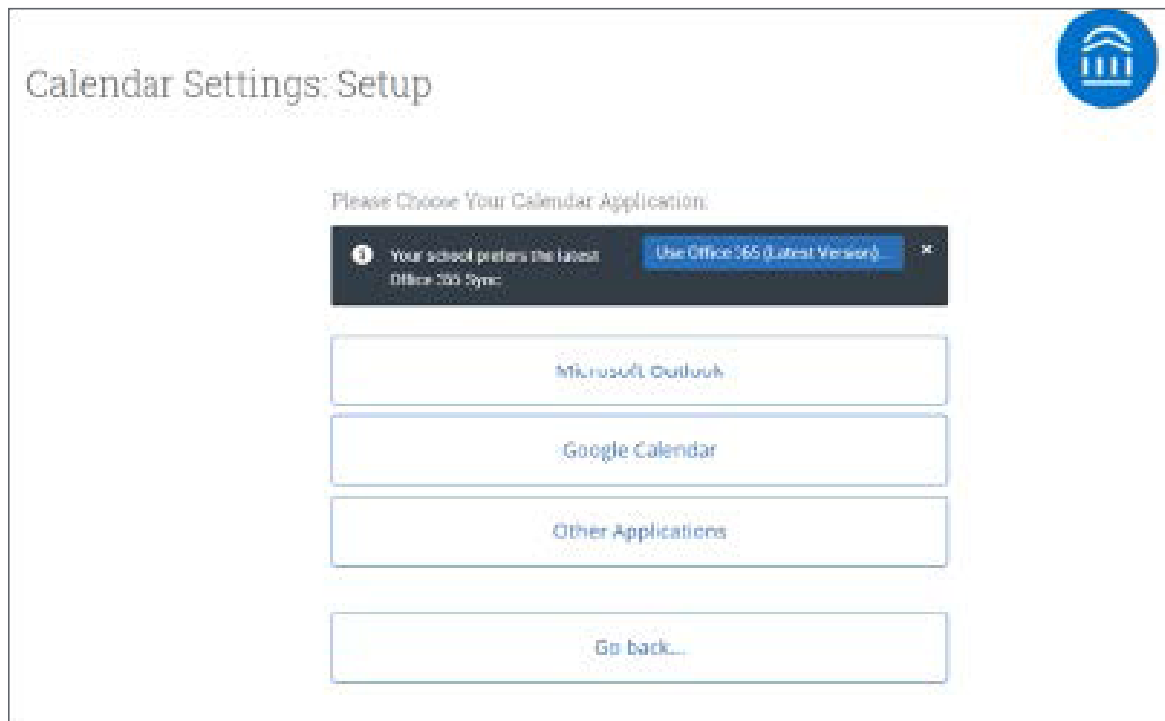 Calendar Settings: Setup
Please Choose Your Calendar Application:
Your school prefers the latest
Office 365 Sync.
Use Office 365 (Latest Version)...
×
Microsoft Outlook
Google Calendar
Other Applications
Go back...